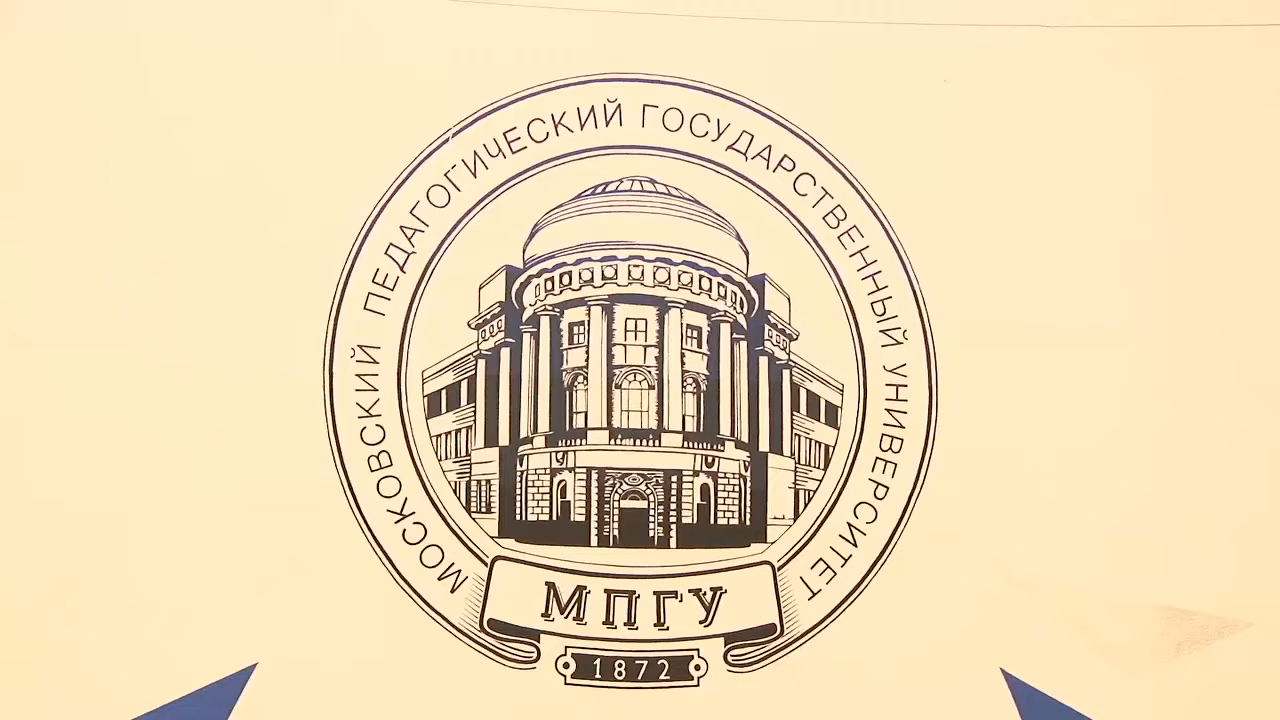 МОСКОВСКИЙ ПЕДАГОГИЧЕСКИЙ ГОСУДАРСТВЕННЫЙ УНИВЕРСИТЕТ
МПГУ
1872